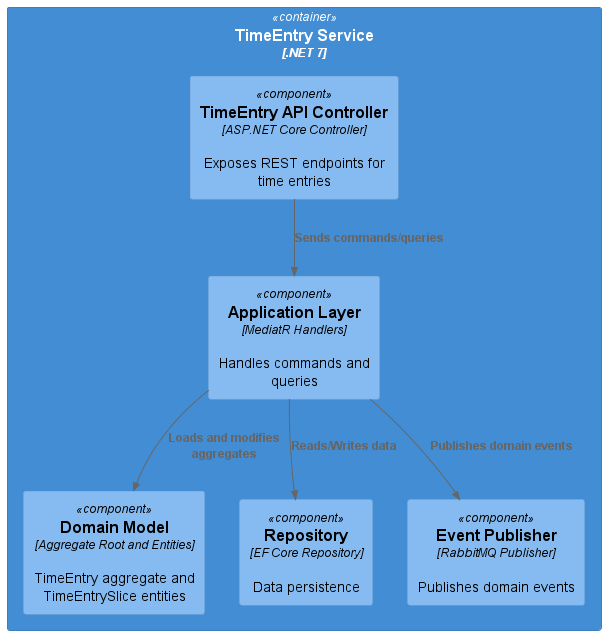 «container»
TimeEntry Service
[.NET 7]
«component»
TimeEntry API Controller
[ASP.NET Core Controller]
Exposes REST endpoints for
time entries
Sends commands/queries
«component»
Application Layer
[MediatR Handlers]
Handles commands and
queries
Loads and modifies
aggregates
Reads/Writes data
Publishes domain events
«component»
Domain Model
[Aggregate Root and Entities]
TimeEntry aggregate and
TimeEntrySlice entities
«component»
Repository
[EF Core Repository]
Data persistence
«component»
Event Publisher
[RabbitMQ Publisher]
Publishes domain events